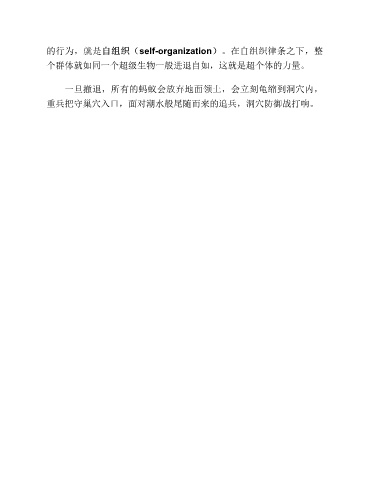 的行为，就是自组织（self-organization）。在自组织律条之下，整
个群体就如同一个超级生物一般进退自如，这就是超个体的力量。
一旦撤退，所有的蚂蚁会放弃地面领土，会立刻龟缩到洞穴内，
重兵把守巢穴入口，面对潮水般尾随而来的追兵，洞穴防御战打响。